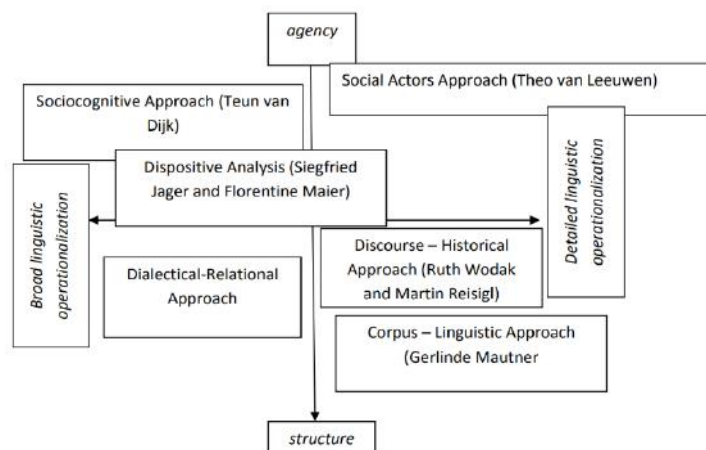 agency
Social Actors Approach (Theo van Leeuwen)
Sociocognitive Approach (Teun van
Dijk)
Dispositive Analysis (Siegfried
Jager and Florentine Maier)
Broad linguistic
operationalization
Detailed linguistic
operationalization
Discourse – Historical
Approach (Ruth Wodak
and Martin Reisigl)
Dialectical-Relational
Approach
Corpus – Linguistic Approach
(Gerlinde Mautner
structure